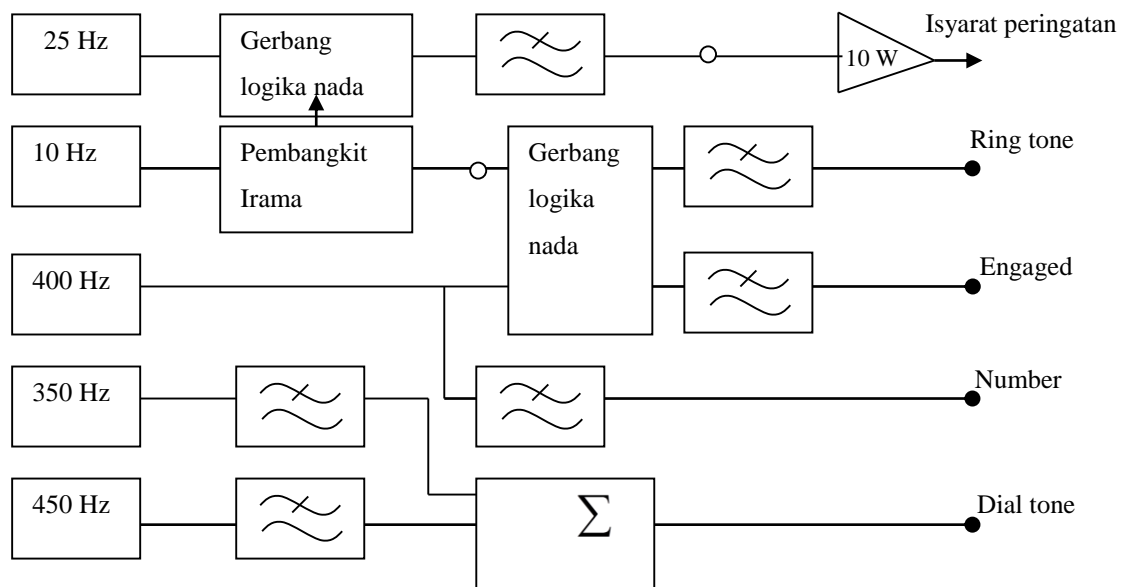 25 Hz
Gerbang
logika nada
10 W
Isyarat peringatan
10 Hz
Pembangkit
Irama
Gerbang
logika
nada
Ring tone
400 Hz
Engaged
350 Hz
Number
450 Hz
∑
Dial tone